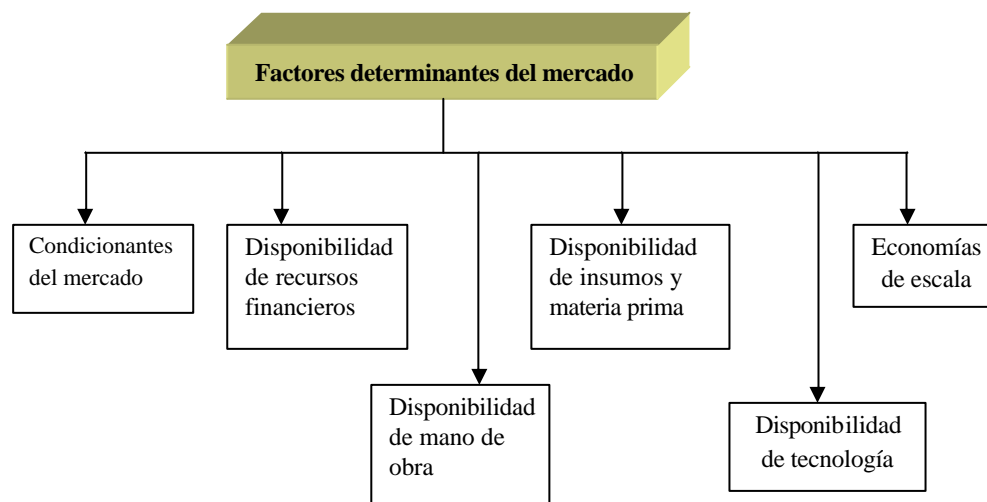 Factores determinantes del mercado
Condicionantes
del mercado
Disponibilidad
de recursos
financieros
Disponibilidad
de insumos y
materia prima
Economías
de escala
Disponibilidad
de mano de
obra
Disponibilidad
de tecnología